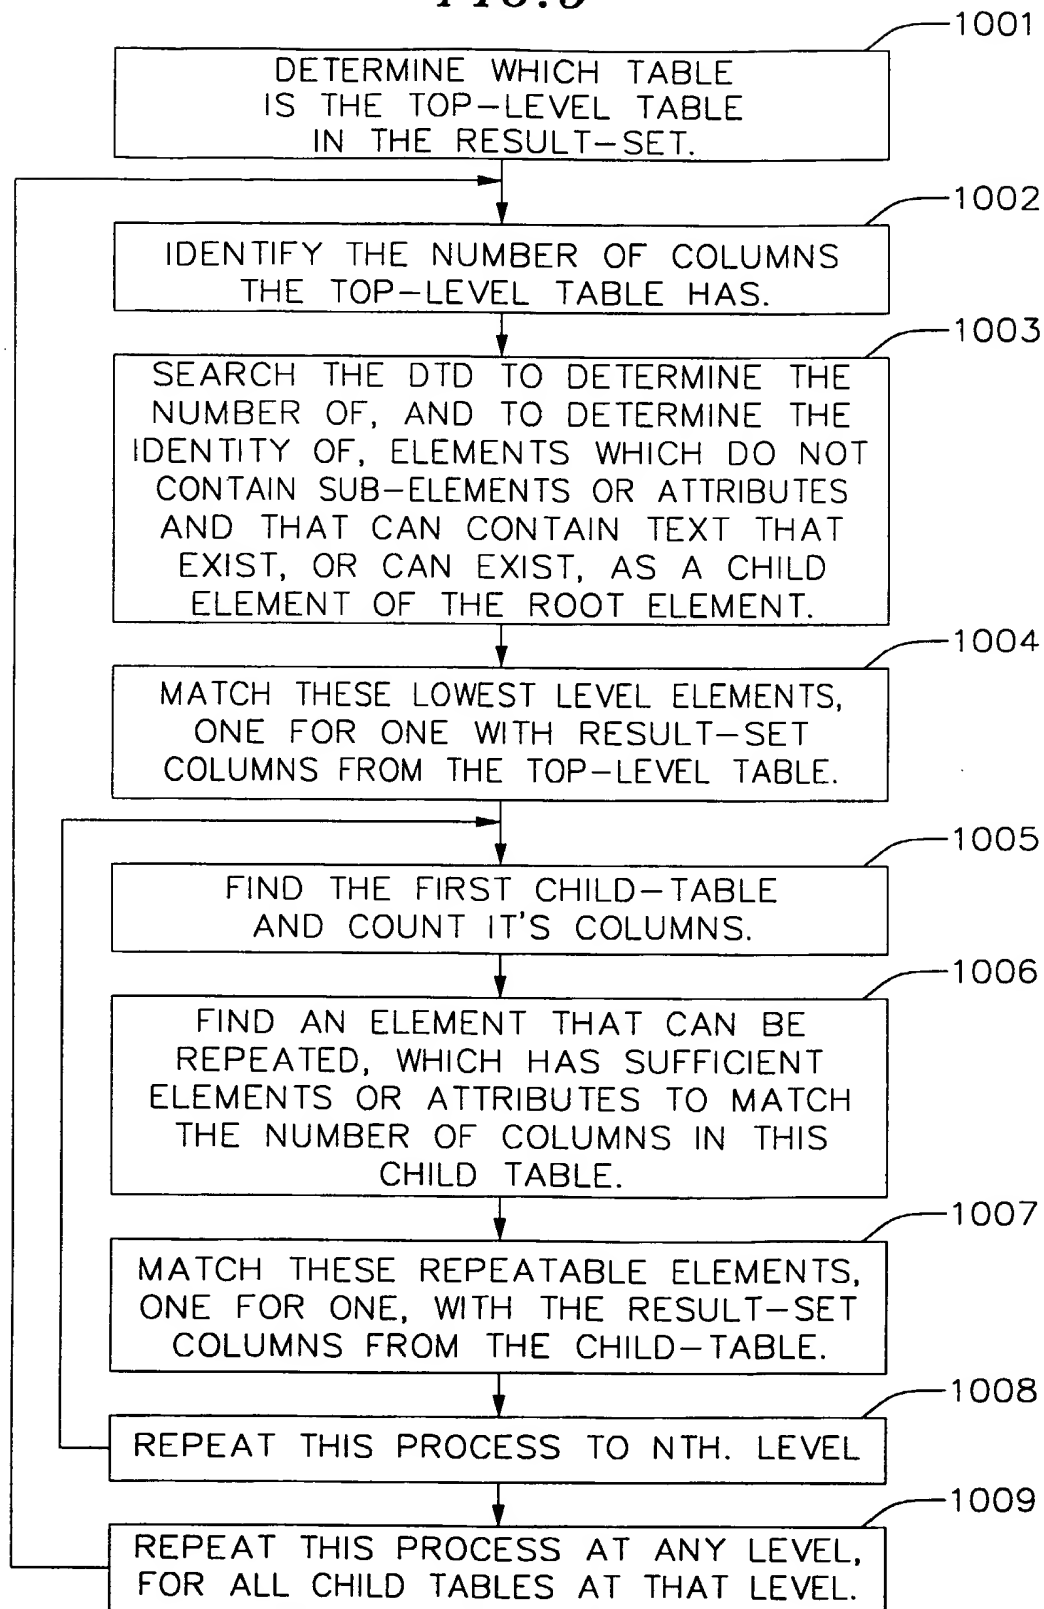 1001
DETERMINE WHICH TABLE
IS THE TOP-LEVEL TABLE
IN THE RESULT-SET.
1002
IDENTIFY THE NUMBER OF COLUMNS
THE TOP-LEVEL TABLE HAS.
1003
SEARCH THE DTD TO DETERMINE THE
NUMBER OF, AND TO DETERMINE THE
IDENTITY OF, ELEMENTS WHICH DO NOT
CONTAIN SUB-ELEMENTS OR ATTRIBUTES
AND THAT CAN CONTAIN TEXT THAT
EXIST, OR CAN EXIST, AS A CHILD
ELEMENT OF THE ROOT ELEMENT.
1004
MATCH THESE LOWEST LEVEL ELEMENTS,
ONE FOR ONE WITH RESULT-SET
COLUMNS FROM THE TOP-LEVEL TABLE.
1005
FIND THE FIRST CHILD-TABLE
AND COUNT IT'S COLUMNS.
1006
FIND AN ELEMENT THAT CAN BE
REPEATED, WHICH HAS SUFFICIENT
ELEMENTS OR ATTRIBUTES TO MATCH
THE NUMBER OF COLUMNS IN THIS
CHILD TABLE.
1007
MATCH THESE REPEATABLE ELEMENTS,
ONE FOR ONE, WITH THE RESULT-SET
COLUMNS FROM THE CHILD-TABLE.
1008
REPEAT THIS PROCESS TO NTH. LEVEL
1009
REPEAT THIS PROCESS AT ANY LEVEL,
FOR ALL CHILD TABLES AT THAT LEVEL.